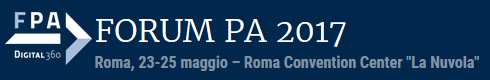 FPA
DIGITAL360
FORUM PA 2017
Roma, 23-25 maggio – Roma Convention Center "La Nuvola"